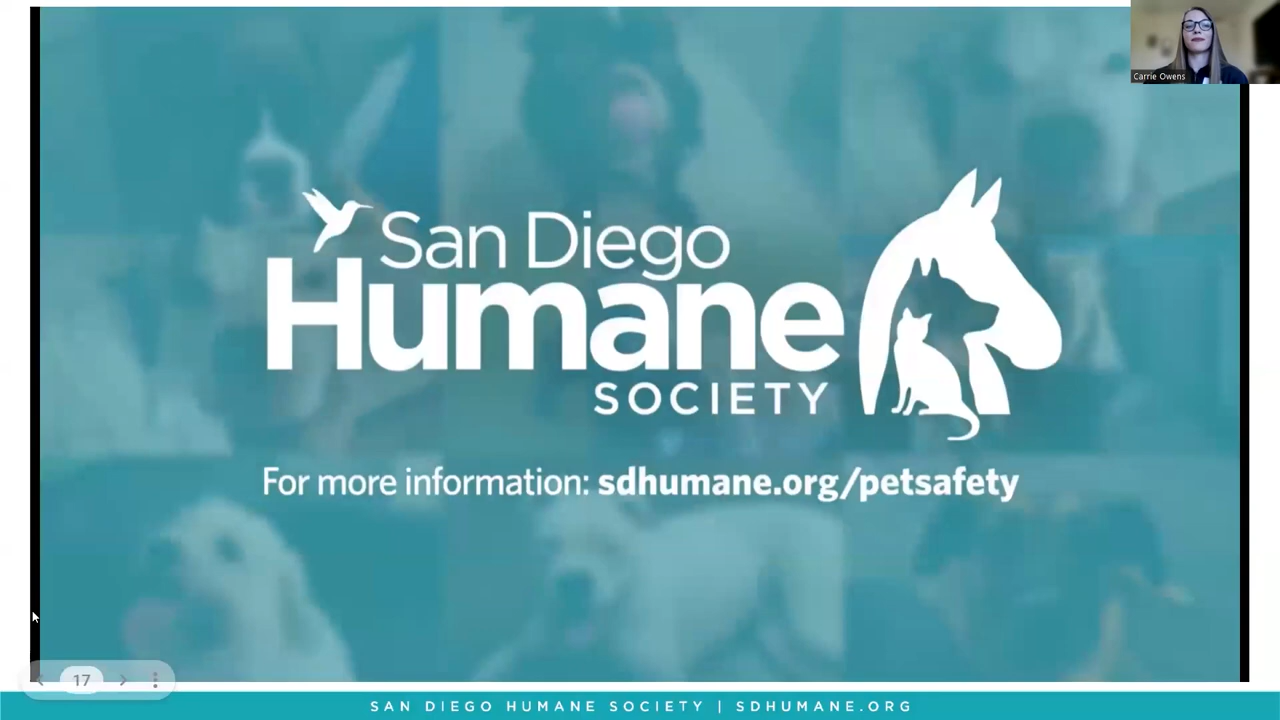 Carrie Owens
San Diego
Humane
SOCIETY
For more information: sdhumane.org/petsafety
17
SAN DIEGO HUMANE SOCIETY | SDHUMANE.ORG